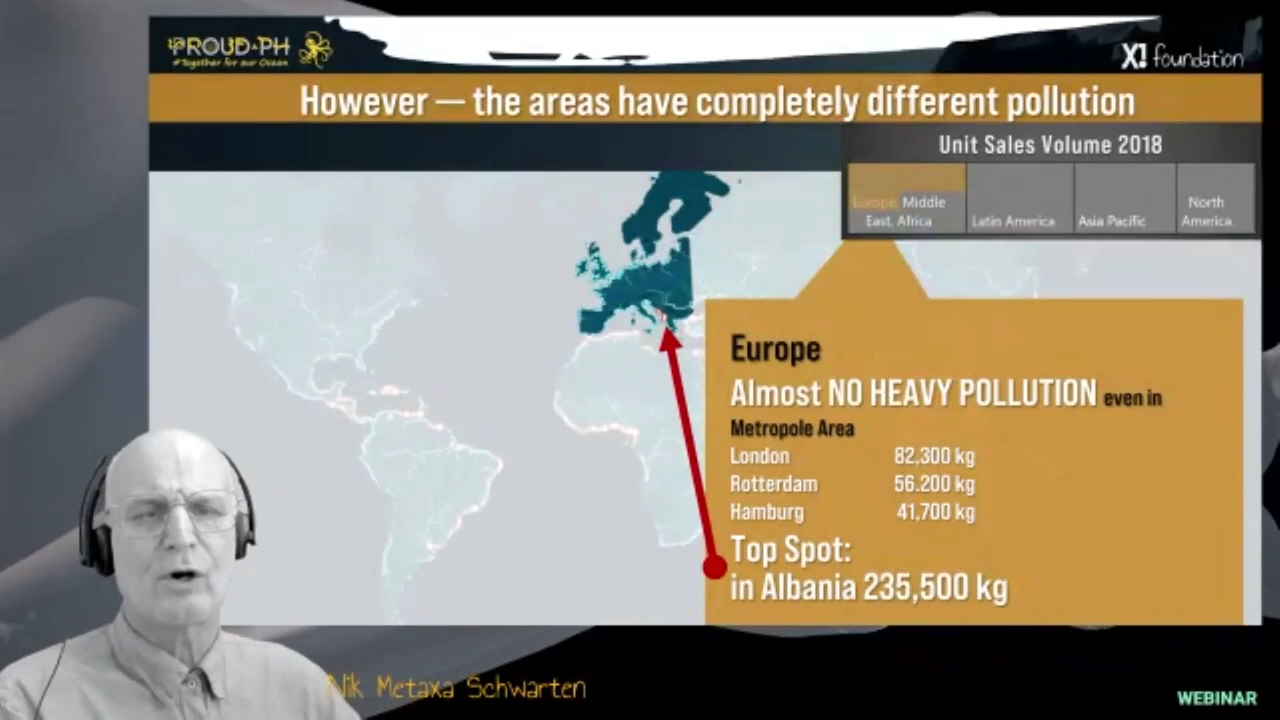 PROUD PH
#Together for our Ocean
X! foundation
However — the areas have completely different pollution
Unit Sales Volume 2018
Europe, Middle
East, Africa
Latin America
Asia Pacific
North
America
Europe
Almost NO HEAVY POLLUTION even in
Metropole Area
London 82,300 kg
Rotterdam 56.200 kg
Hamburg 41,700 kg
Top Spot:
in Albania 235,500 kg
Nik Metaxa Schwarten
WEBINAR